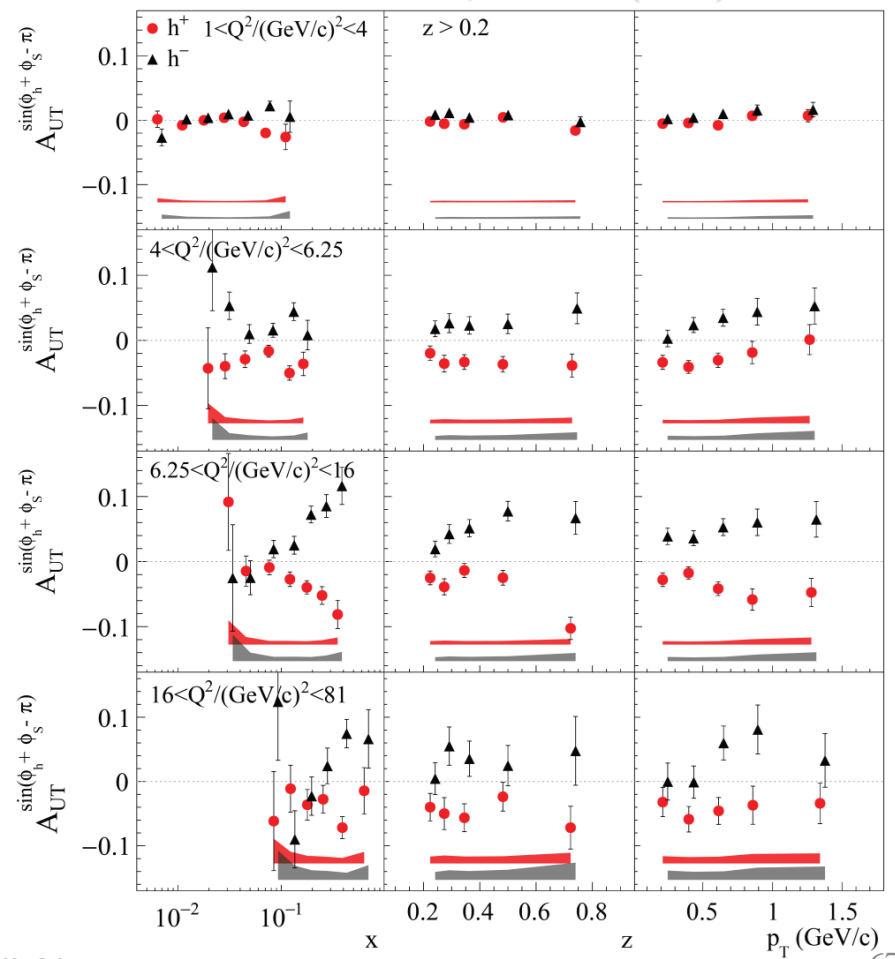 h⁺ 1<Q²/(GeV/c)²<4
z > 0.2
h⁻
A_UT^sin(ϕ_h + ϕ_S - π)
0.1
0
−0.1
4<Q²/(GeV/c)²<6.25
A_UT^sin(ϕ_h + ϕ_S - π)
0.1
0
−0.1
6.25<Q²/(GeV/c)²<16
A_UT^sin(ϕ_h + ϕ_S - π)
0.1
0
−0.1
16<Q²/(GeV/c)²<81
A_UT^sin(ϕ_h + ϕ_S - π)
0.1
0
−0.1
10⁻² 10⁻¹
0.2 0.4 0.6 0.8
0.5 1 1.5
x
z
p_T (GeV/c)